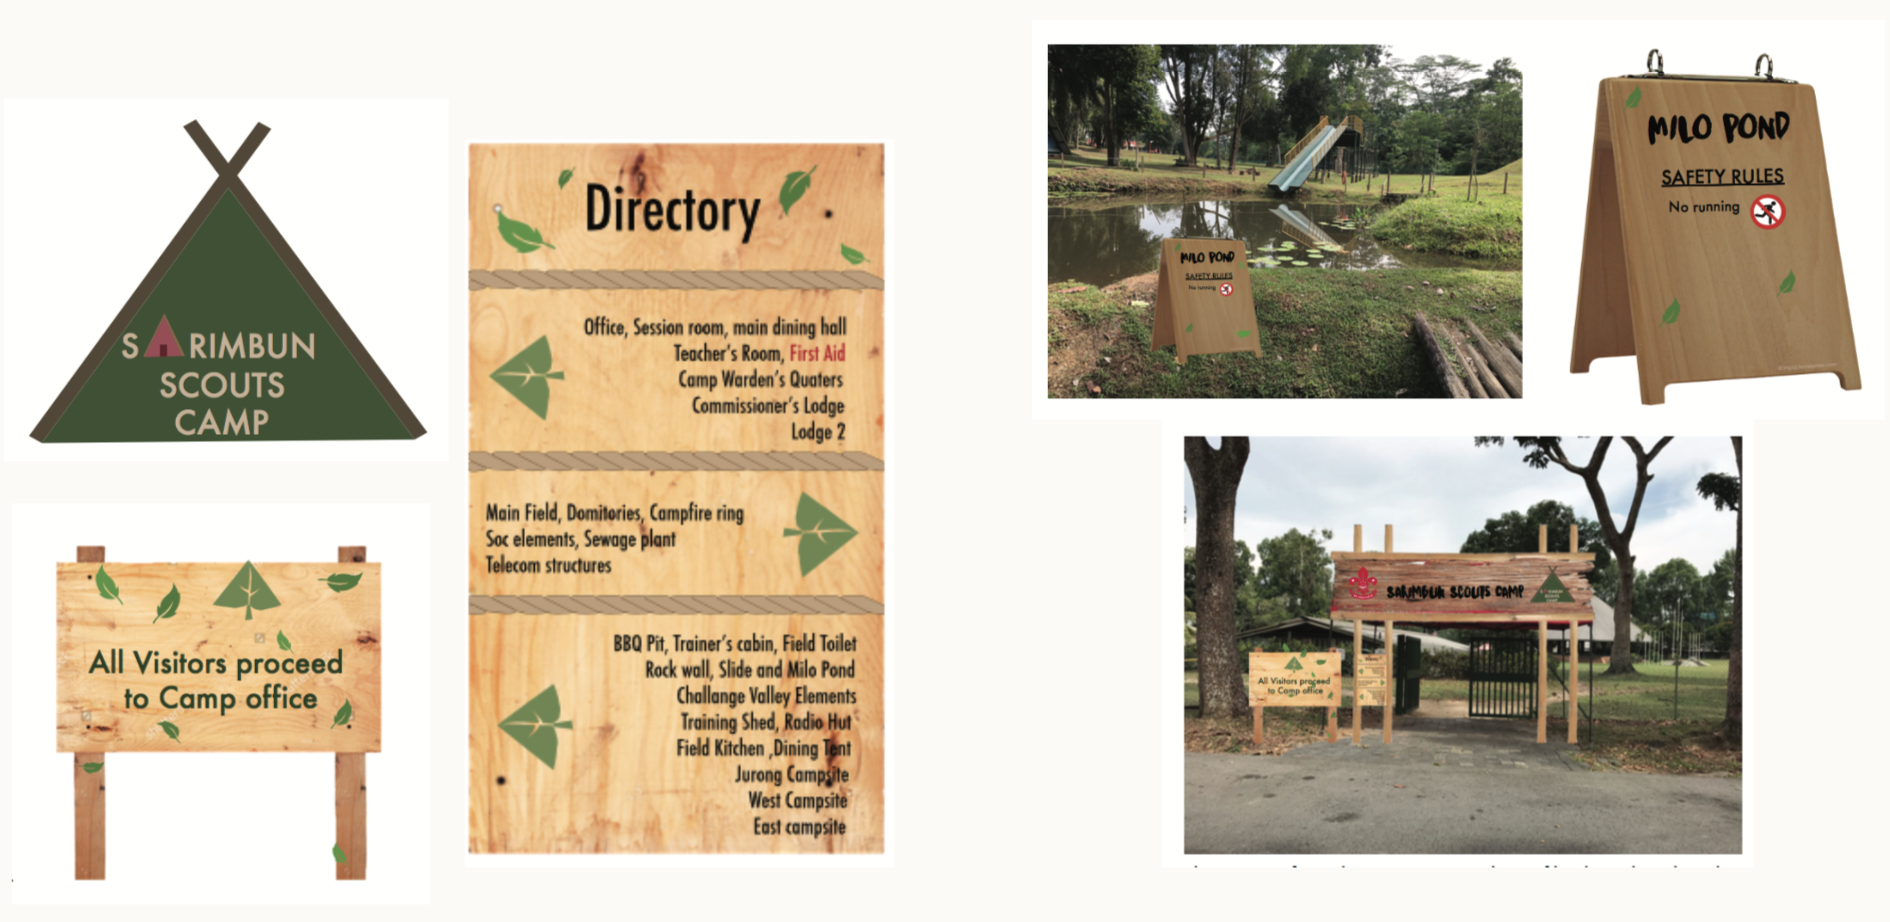 SARIMBUN
SCOUTS
CAMP
All Visitors proceed
to Camp office
Directory
Office, Session room, main dining hall
Teacher's Room, First Aid
Camp Warden's Quaters
Commissioner's Lodge
Lodge 2
Main Field, Domitories, Campfire ring
Soc elements, Sewage plant
Telecom structures
BBQ Pit, Trainer's cabin, Field Toilet
Rock wall, Slide and Milo Pond
Challange Valley Elements
Training Shed, Radio Hut
Field Kitchen ,Dining Tent
Jurong Campsite
West Campsite
East campsite
MILO POND
SAFETY RULES
No running
MILO POND
SAFETY RULES
No running
SARIMBUN SCOUTS CAMP
All Visitors proceed
to Camp office